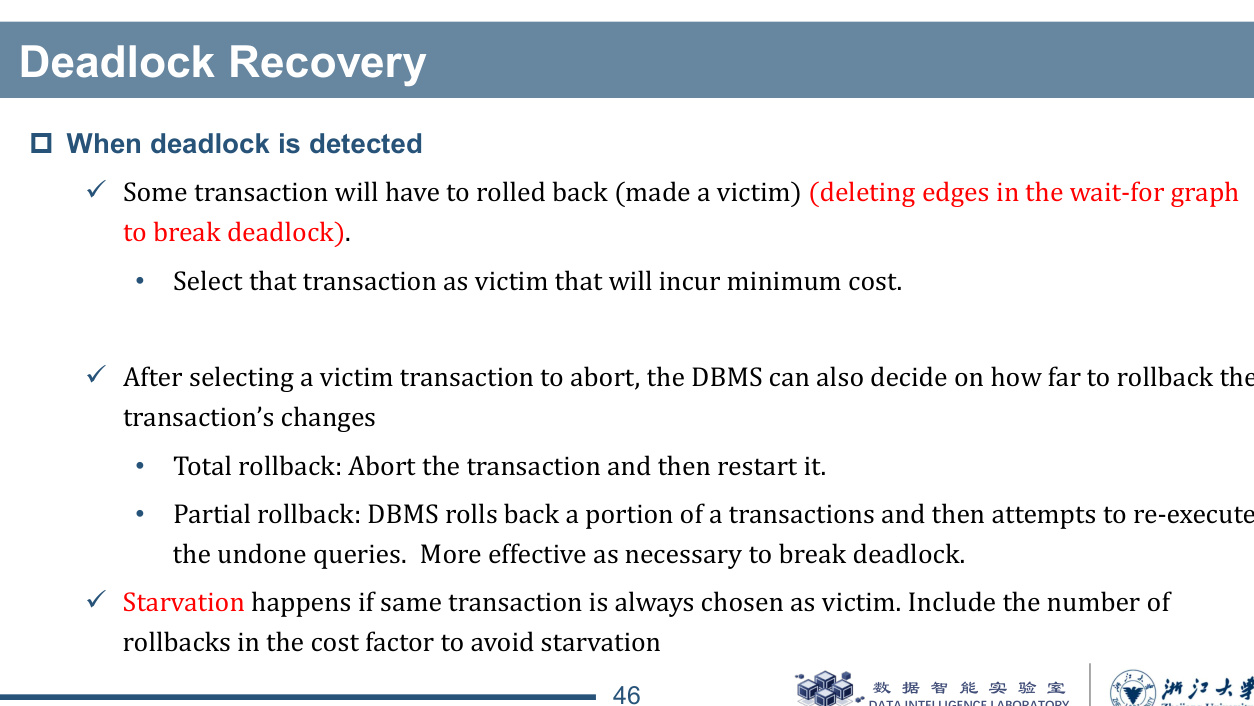 Deadlock Recovery
When deadlock is detected
Some transaction will have to rolled back (made a victim) (deleting edges in the wait-for graph
to break deadlock).
Select that transaction as victim that will incur minimum cost.
After selecting a victim transaction to abort, the DBMS can also decide on how far to rollback the
transaction's changes
Total rollback: Abort the transaction and then restart it.
Partial rollback: DBMS rolls back a portion of a transactions and then attempts to re-execute
the undone queries.  More effective as necessary to break deadlock.
Starvation happens if same transaction is always chosen as victim. Include the number of
rollbacks in the cost factor to avoid starvation
46
数据智能实验室
DATA INTELLIGENCE LABORATORY
浙江大学